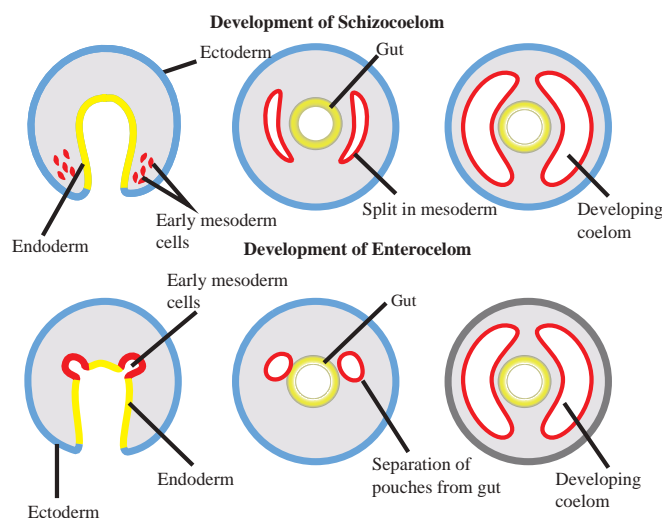 Development of Schizocoelom
Ectoderm
Gut
Endoderm
Early mesoderm
cells
Split in mesoderm
Developing
coelom
Development of Enterocelom
Early mesoderm
cells
Gut
Ectoderm
Endoderm
Separation of
pouches from gut
Developing
coelom